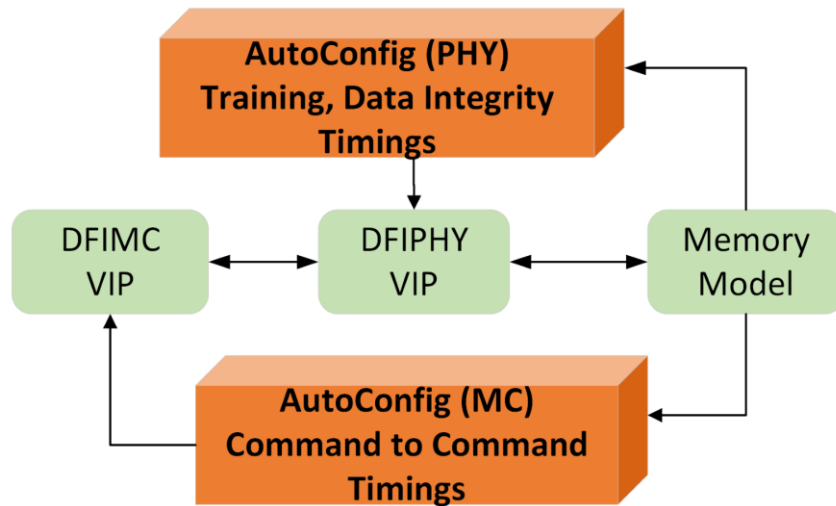 AutoConfig (PHY)
Training, Data Integrity
Timings
DFIMC
VIP
DFIPHY
VIP
Memory
Model
AutoConfig (MC)
Command to Command
Timings